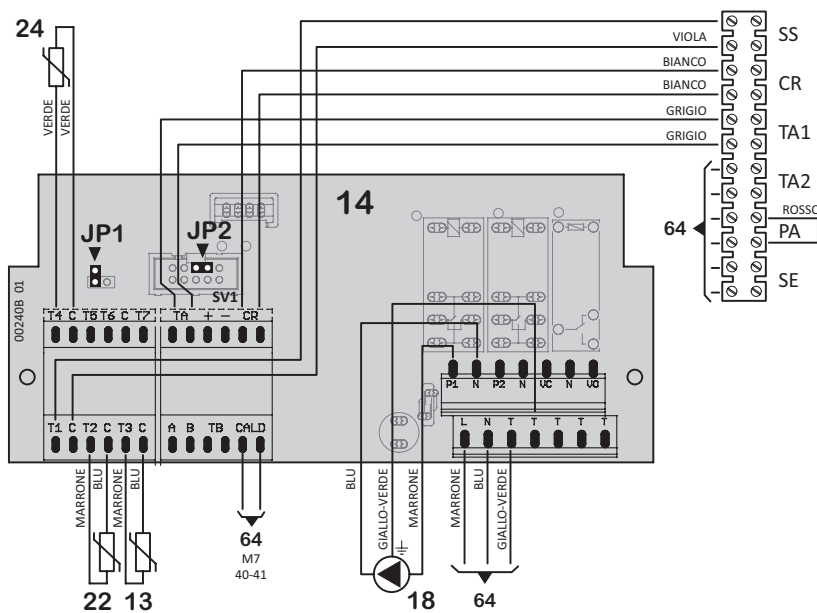 24
VERDE
VERDE
VIOLA
BIANCO
BIANCO
GRIGIO
GRIGIO
SS
CR
TA1
TA2
ROSSO
PA
SE
64
14
JP1
JP2
SV1
00240B 01
T4 C T5 T6 C T7
TA + - CR
T1 C T2 C T3 C
A B TB CALD
P1 N P2 N VC N VO
L N T T T T T
MARRONE
BLU
MARRONE
BLU
22
13
64
M7
40-41
BLU
GIALLO-VERDE
MARRONE
18
MARRONE
BLU
GIALLO-VERDE
64